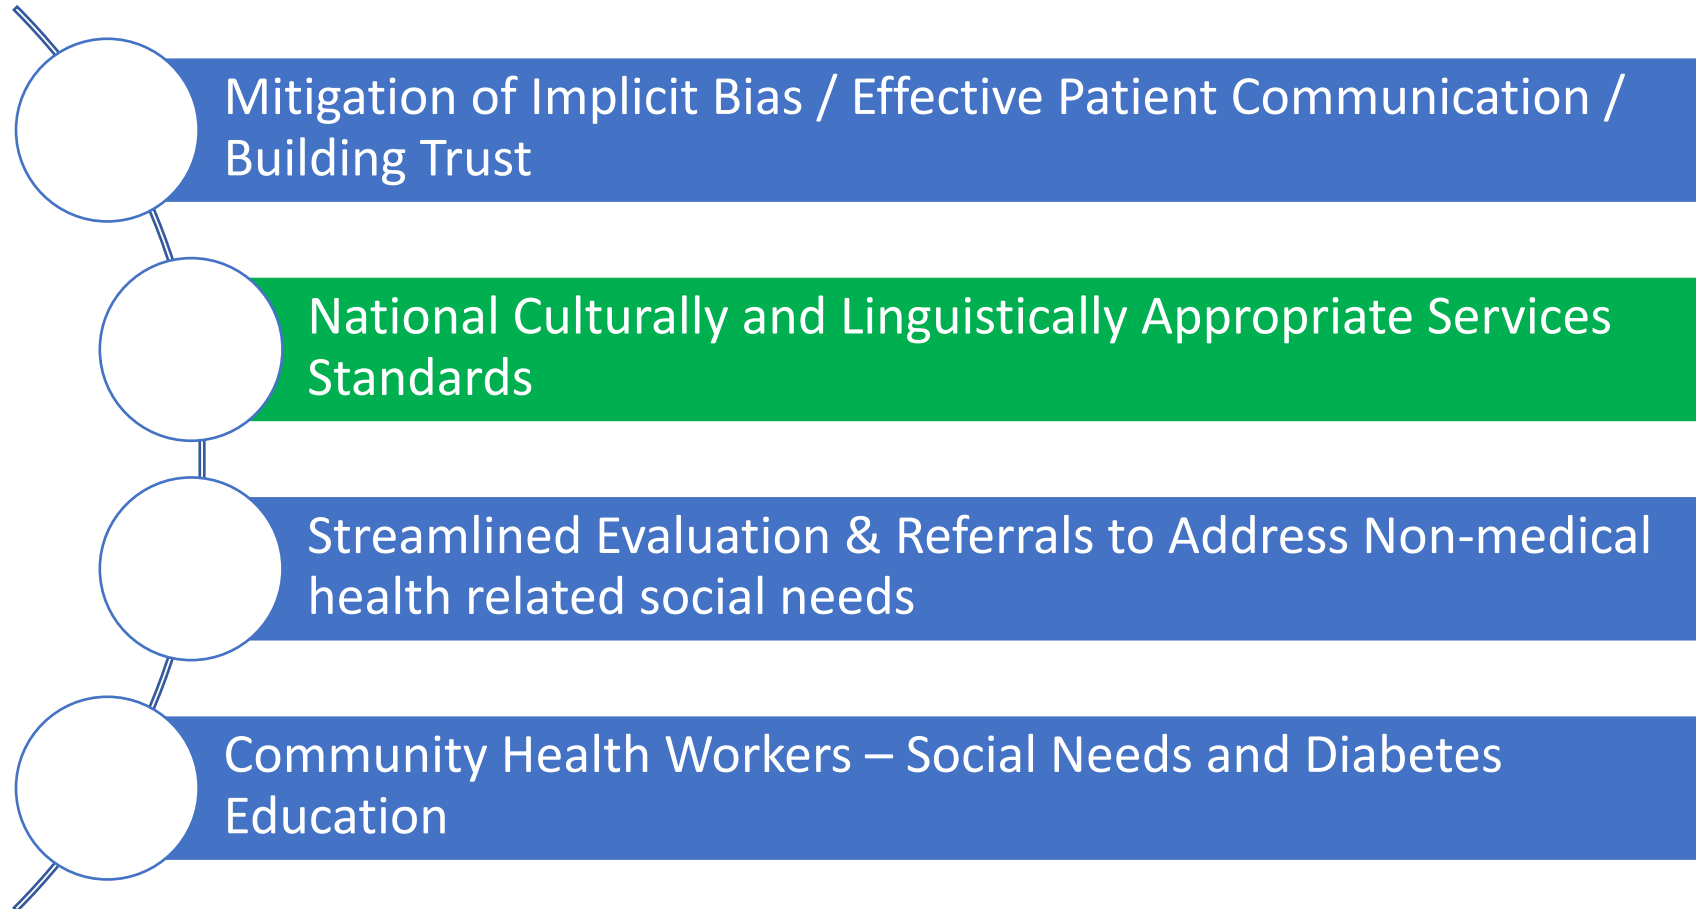 Mitigation of Implicit Bias / Effective Patient Communication /
Building Trust
National Culturally and Linguistically Appropriate Services
Standards
Streamlined Evaluation & Referrals to Address Non-medical
health related social needs
Community Health Workers – Social Needs and Diabetes
Education